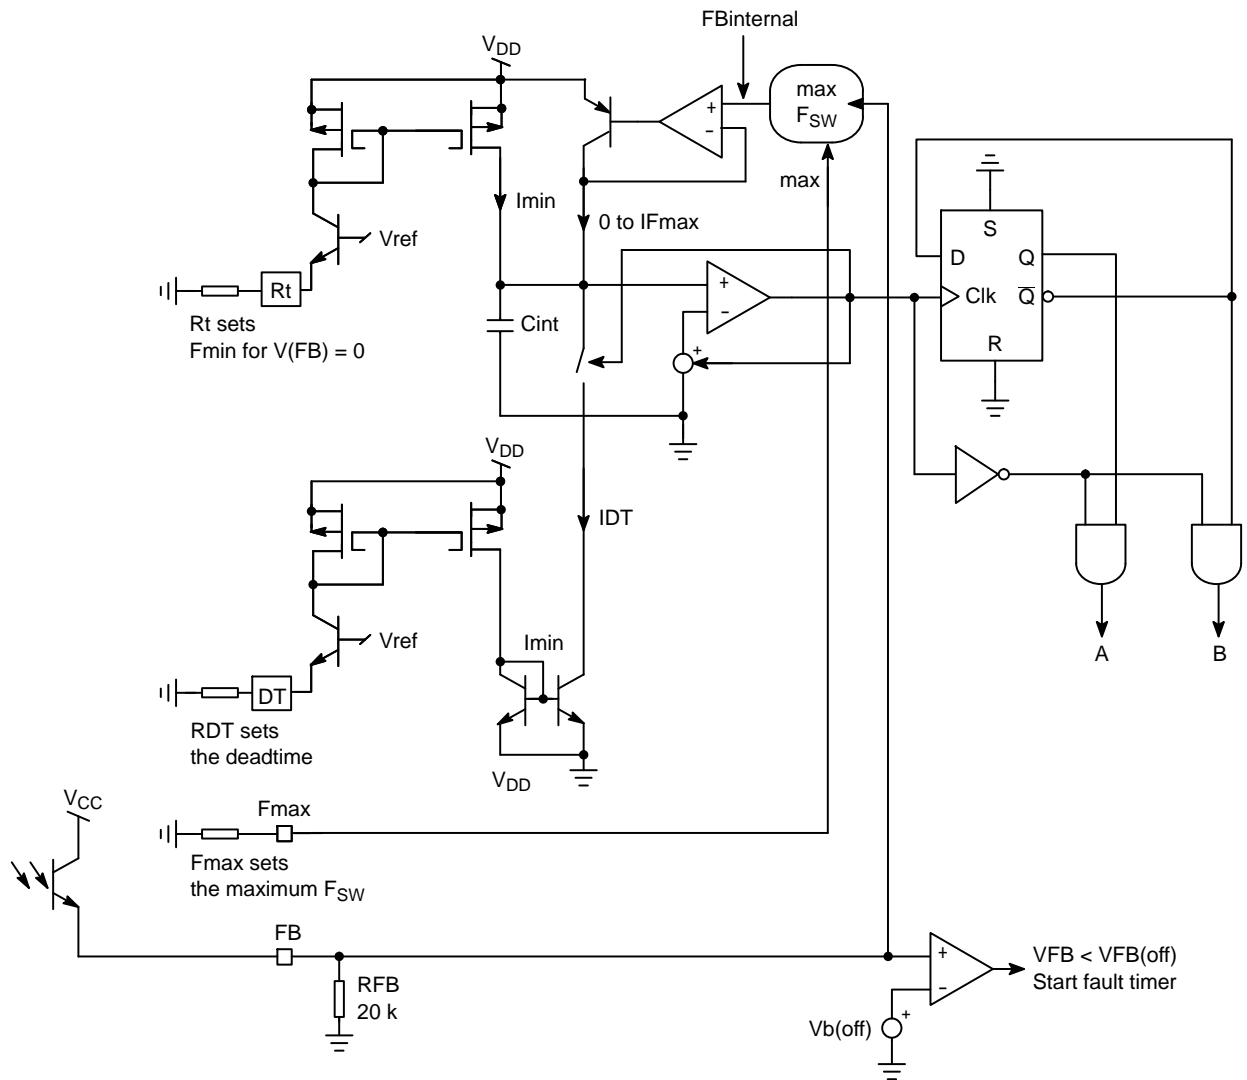 FBinternal
VDD
max
FSW
+
−
max
Imin
0 to IFmax
Vref
S
D
Q
Clk
Q̅
R
Rt
Rt sets
Fmin for V(FB) = 0
Cint
+
−
+
VDD
IDT
Vref
Imin
DT
RDT sets
the deadtime
VDD
A
B
VCC
Fmax
Fmax sets
the maximum FSW
FB
RFB
20 k
+
−
VFB < VFB(off)
Start fault timer
Vb(off)
+